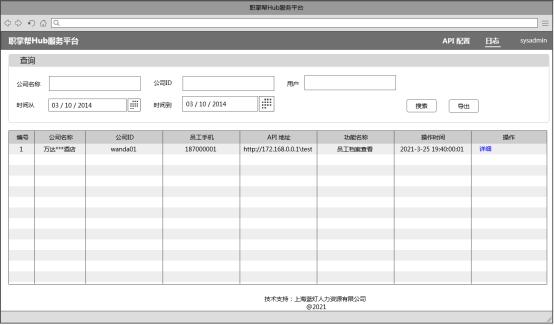 职掌帮Hub服务平台
职掌帮Hub服务平台 API 配置 日志 sysadmin
查询
公司名称 公司ID 用户
时间从 03 / 10 / 2014 时间到 03 / 10 / 2014 搜索 导出
编号 公司名称 公司ID 员工手机 API 地址 功能名称 操作时间 操作
1 万达***酒店 wanda01 187000001 http://172.168.0.0.1\test 员工档案查看 2021-3-25 19:40:00:01 详细
技术支持：上海蓝灯人力资源有限公司
@2021